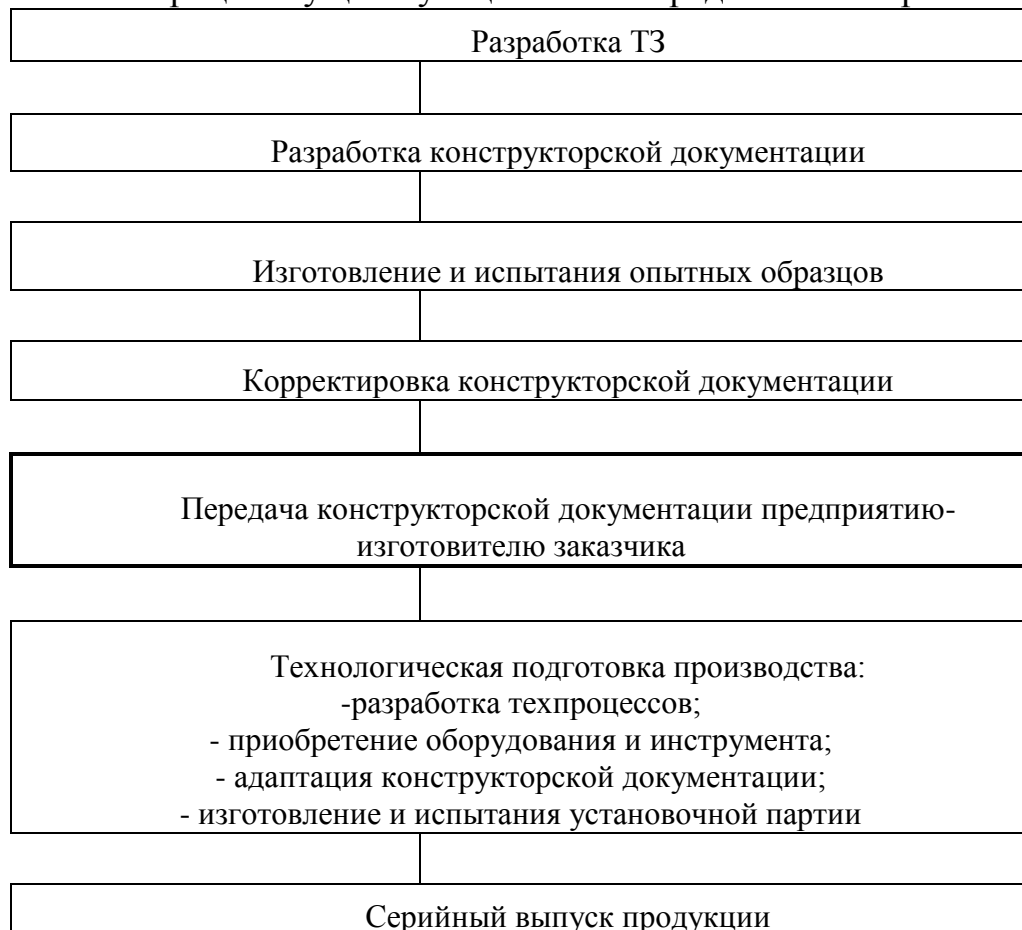 Разработка ТЗ
Разработка конструкторской документации
Изготовление и испытания опытных образцов
Корректировка конструкторской документации
Передача конструкторской документации предприятию-
изготовителю заказчика
Технологическая подготовка производства:
-разработка техпроцессов;
- приобретение оборудования и инструмента;
- адаптация конструкторской документации;
- изготовление и испытания установочной партии
Серийный выпуск продукции